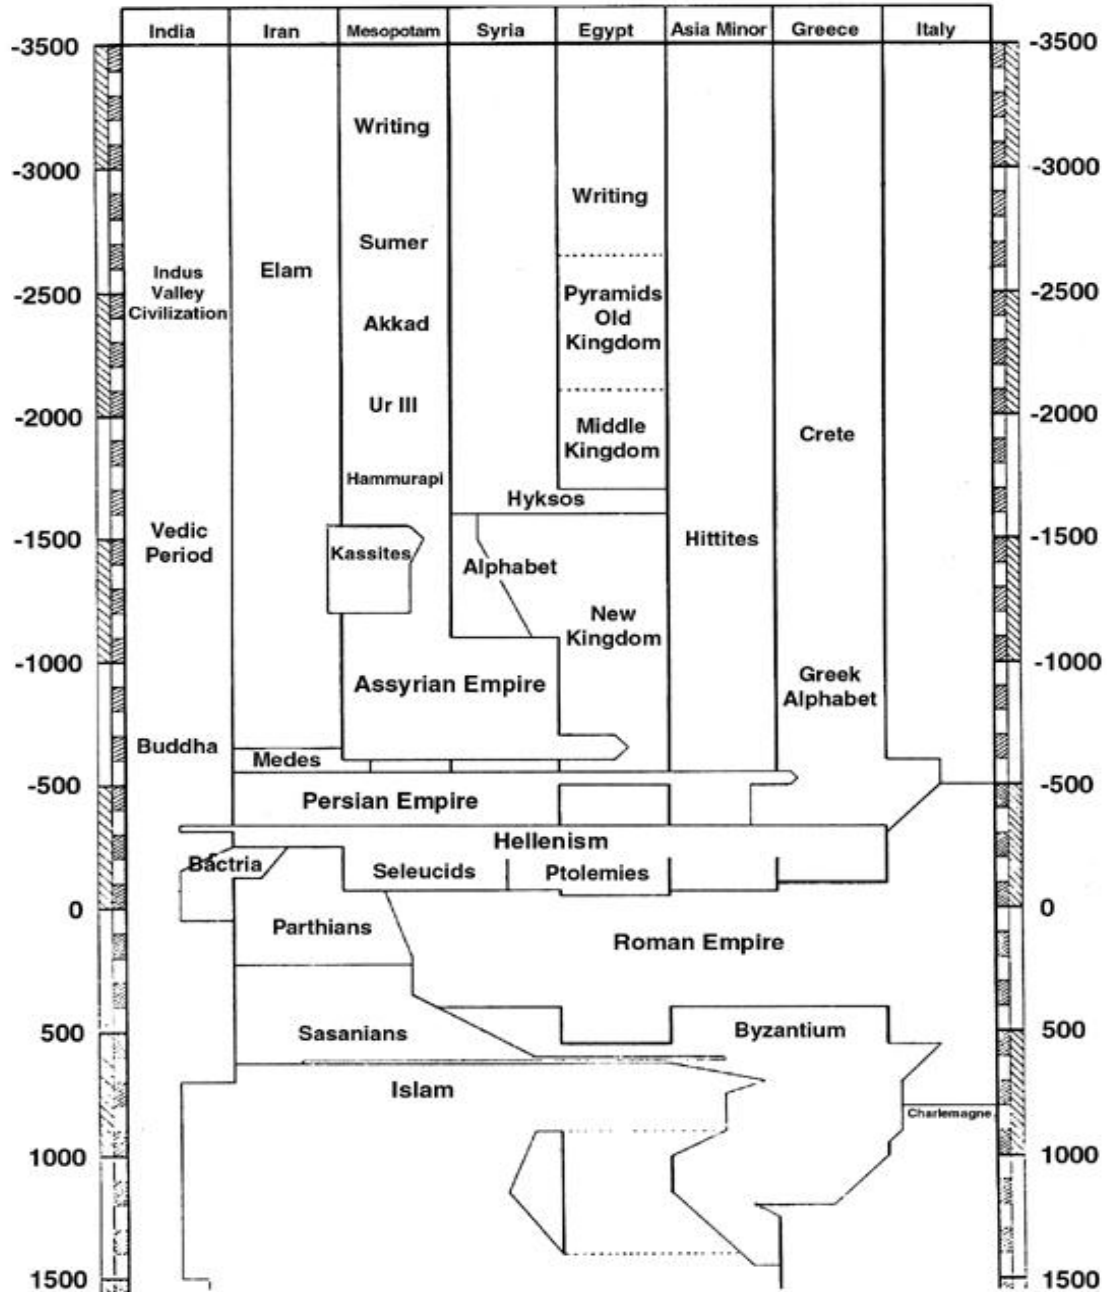 India Iran Mesopotam Syria Egypt Asia Minor Greece Italy
-3500 -3500
Writing
-3000 -3000
Writing
Sumer
Elam
Indus
Valley
Civilization
-2500 -2500
Pyramids
Old
Kingdom
Akkad
Ur III
-2000 -2000
Middle
Kingdom
Crete
Hammurapi
Hyksos
Vedic
Period
-1500 -1500
Hittites
Kassites
Alphabet
New
Kingdom
-1000 -1000
Assyrian Empire
Greek
Alphabet
Buddha
Medes
-500 -500
Persian Empire
Hellenism
Bactria
Seleucids
Ptolemies
0 0
Parthians
Roman Empire
500 500
Sasanians
Byzantium
Islam
Charlemagne
1000 1000
1500 1500